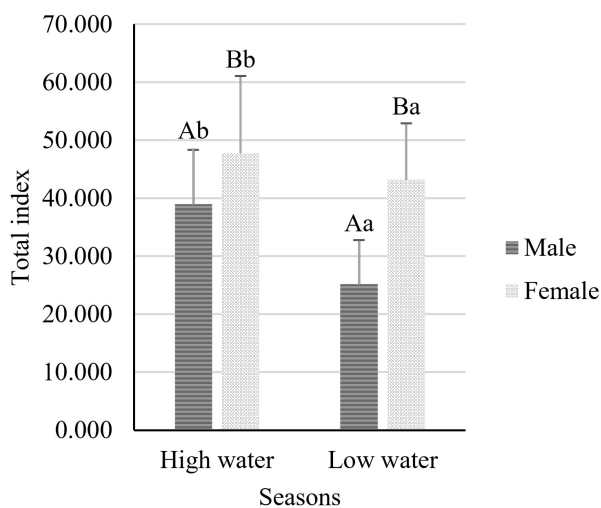 Total index
70.000
60.000
50.000
40.000
30.000
20.000
10.000
0.000
Ab
Bb
Aa
Ba
High water
Low water
Seasons
Male
Female